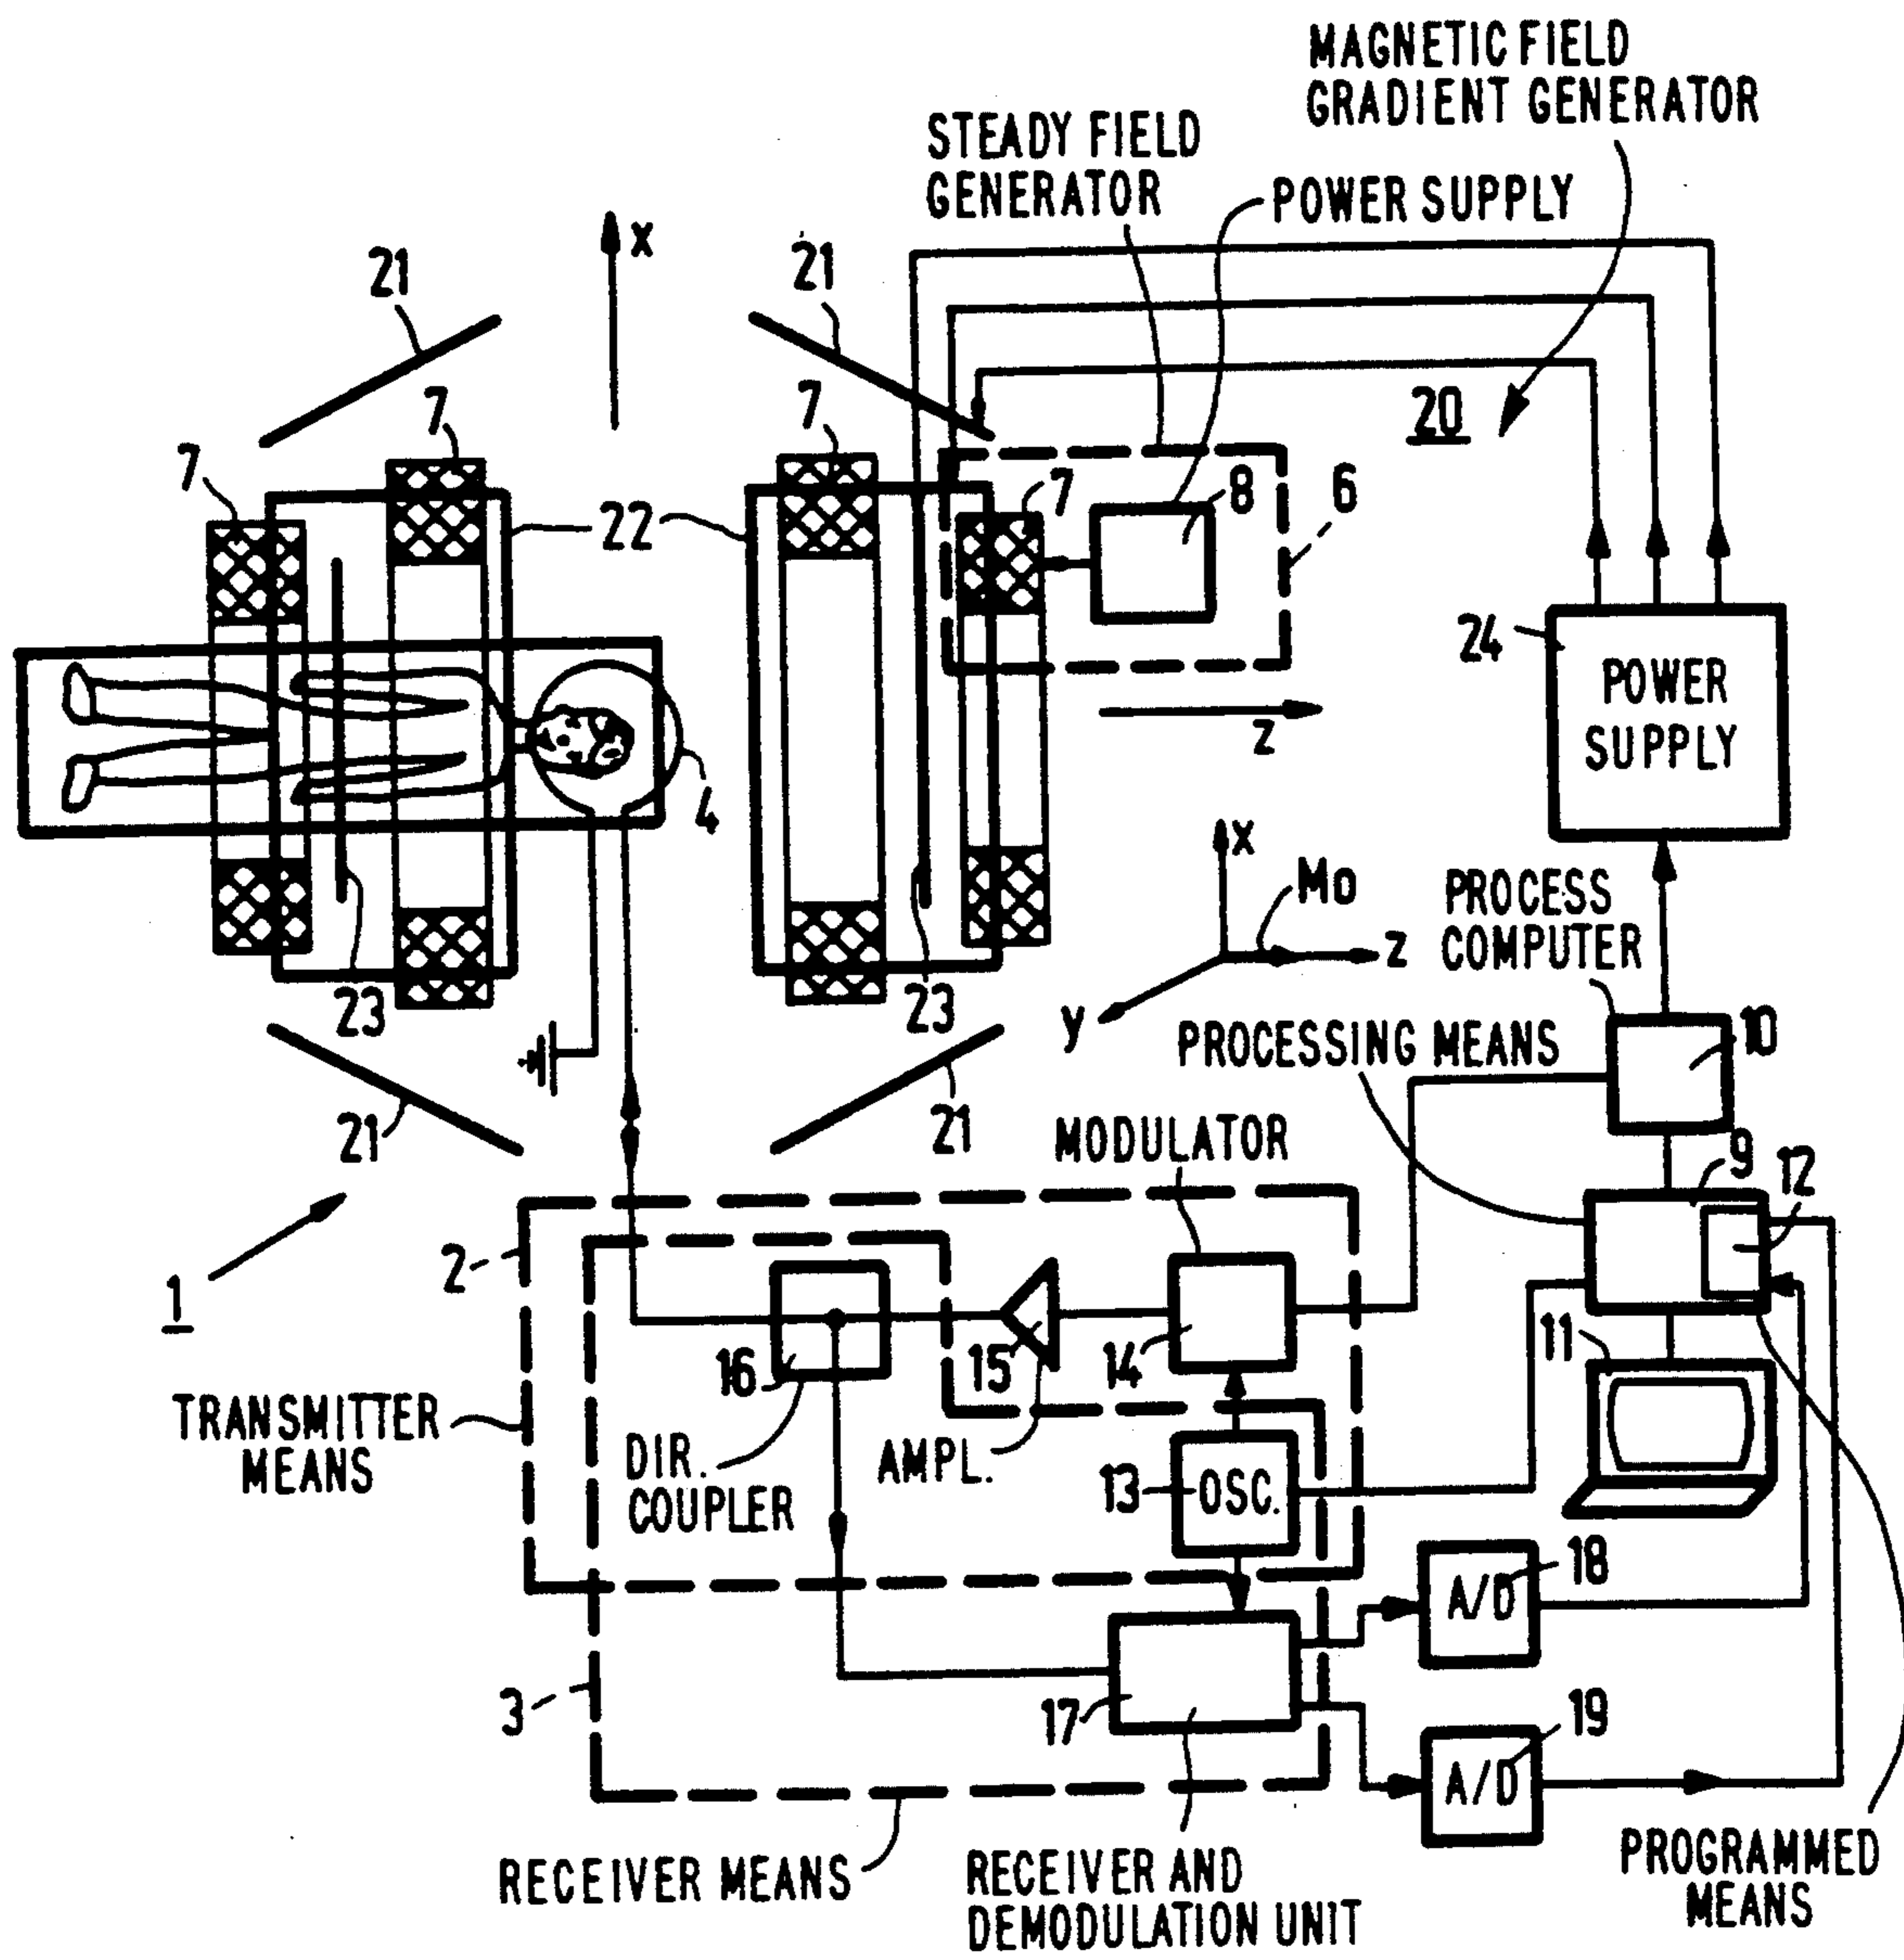 MAGNETIC FIELD
GRADIENT GENERATOR
STEADY FIELD
GENERATOR
POWER SUPPLY
X
21
21
20
7
7
7
7
8
6
22
24
POWER
SUPPLY
Z
4
X
Mo
Z
y
PROCESS
COMPUTER
23
23
10
PROCESSING MEANS
21
21
MODULATOR
9
12
2
1
16
15
14
11
TRANSMITTER
MEANS
DIR.
COUPLER
AMPL.
13
OSC.
18
A/D
3
17
19
A/D
RECEIVER MEANS
RECEIVER AND
DEMODULATION UNIT
PROGRAMMED
MEANS